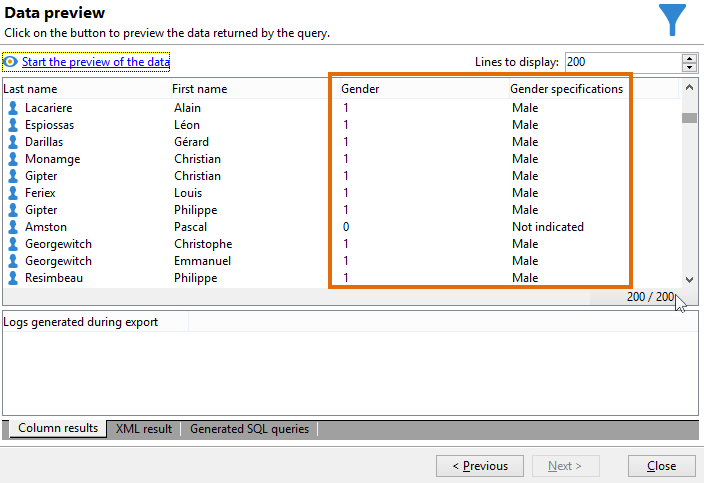 Data preview
Click on the button to preview the data returned by the query.
Start the preview of the data Lines to display: 200
Last name First name Gender Gender specifications
Lacariere Alain 1 Male
Espiossas Léon 1 Male
Darillas Gérard 1 Male
Monamge Christian 1 Male
Gipter Christian 1 Male
Feriex Louis 1 Male
Gipter Philippe 1 Male
Amston Pascal 0 Not indicated
Georgewitch Christophe 1 Male
Georgewitch Emmanuel 1 Male
Resimbeau Philippe 1 Male
200 / 200
Logs generated during export
Column results XML result Generated SQL queries
< Previous Next > Close